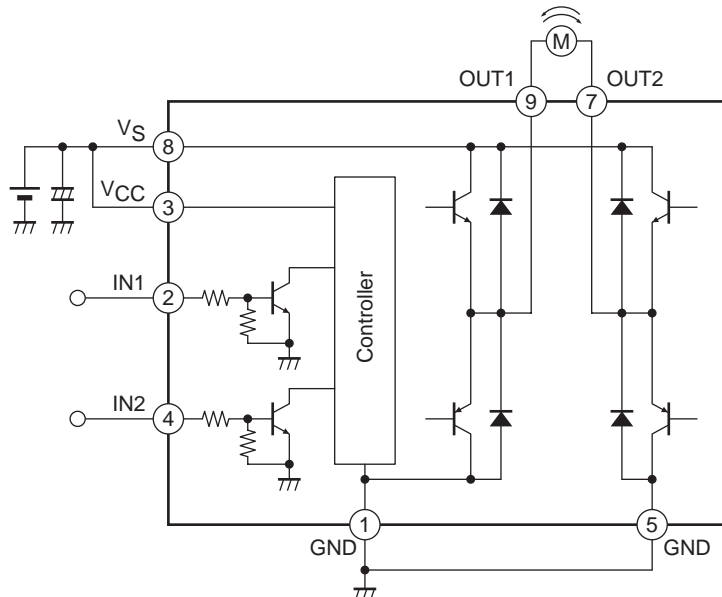 M
OUT1
OUT2
9
7
VS
8
VCC
3
IN1
2
Controller
IN2
4
1
5
GND
GND